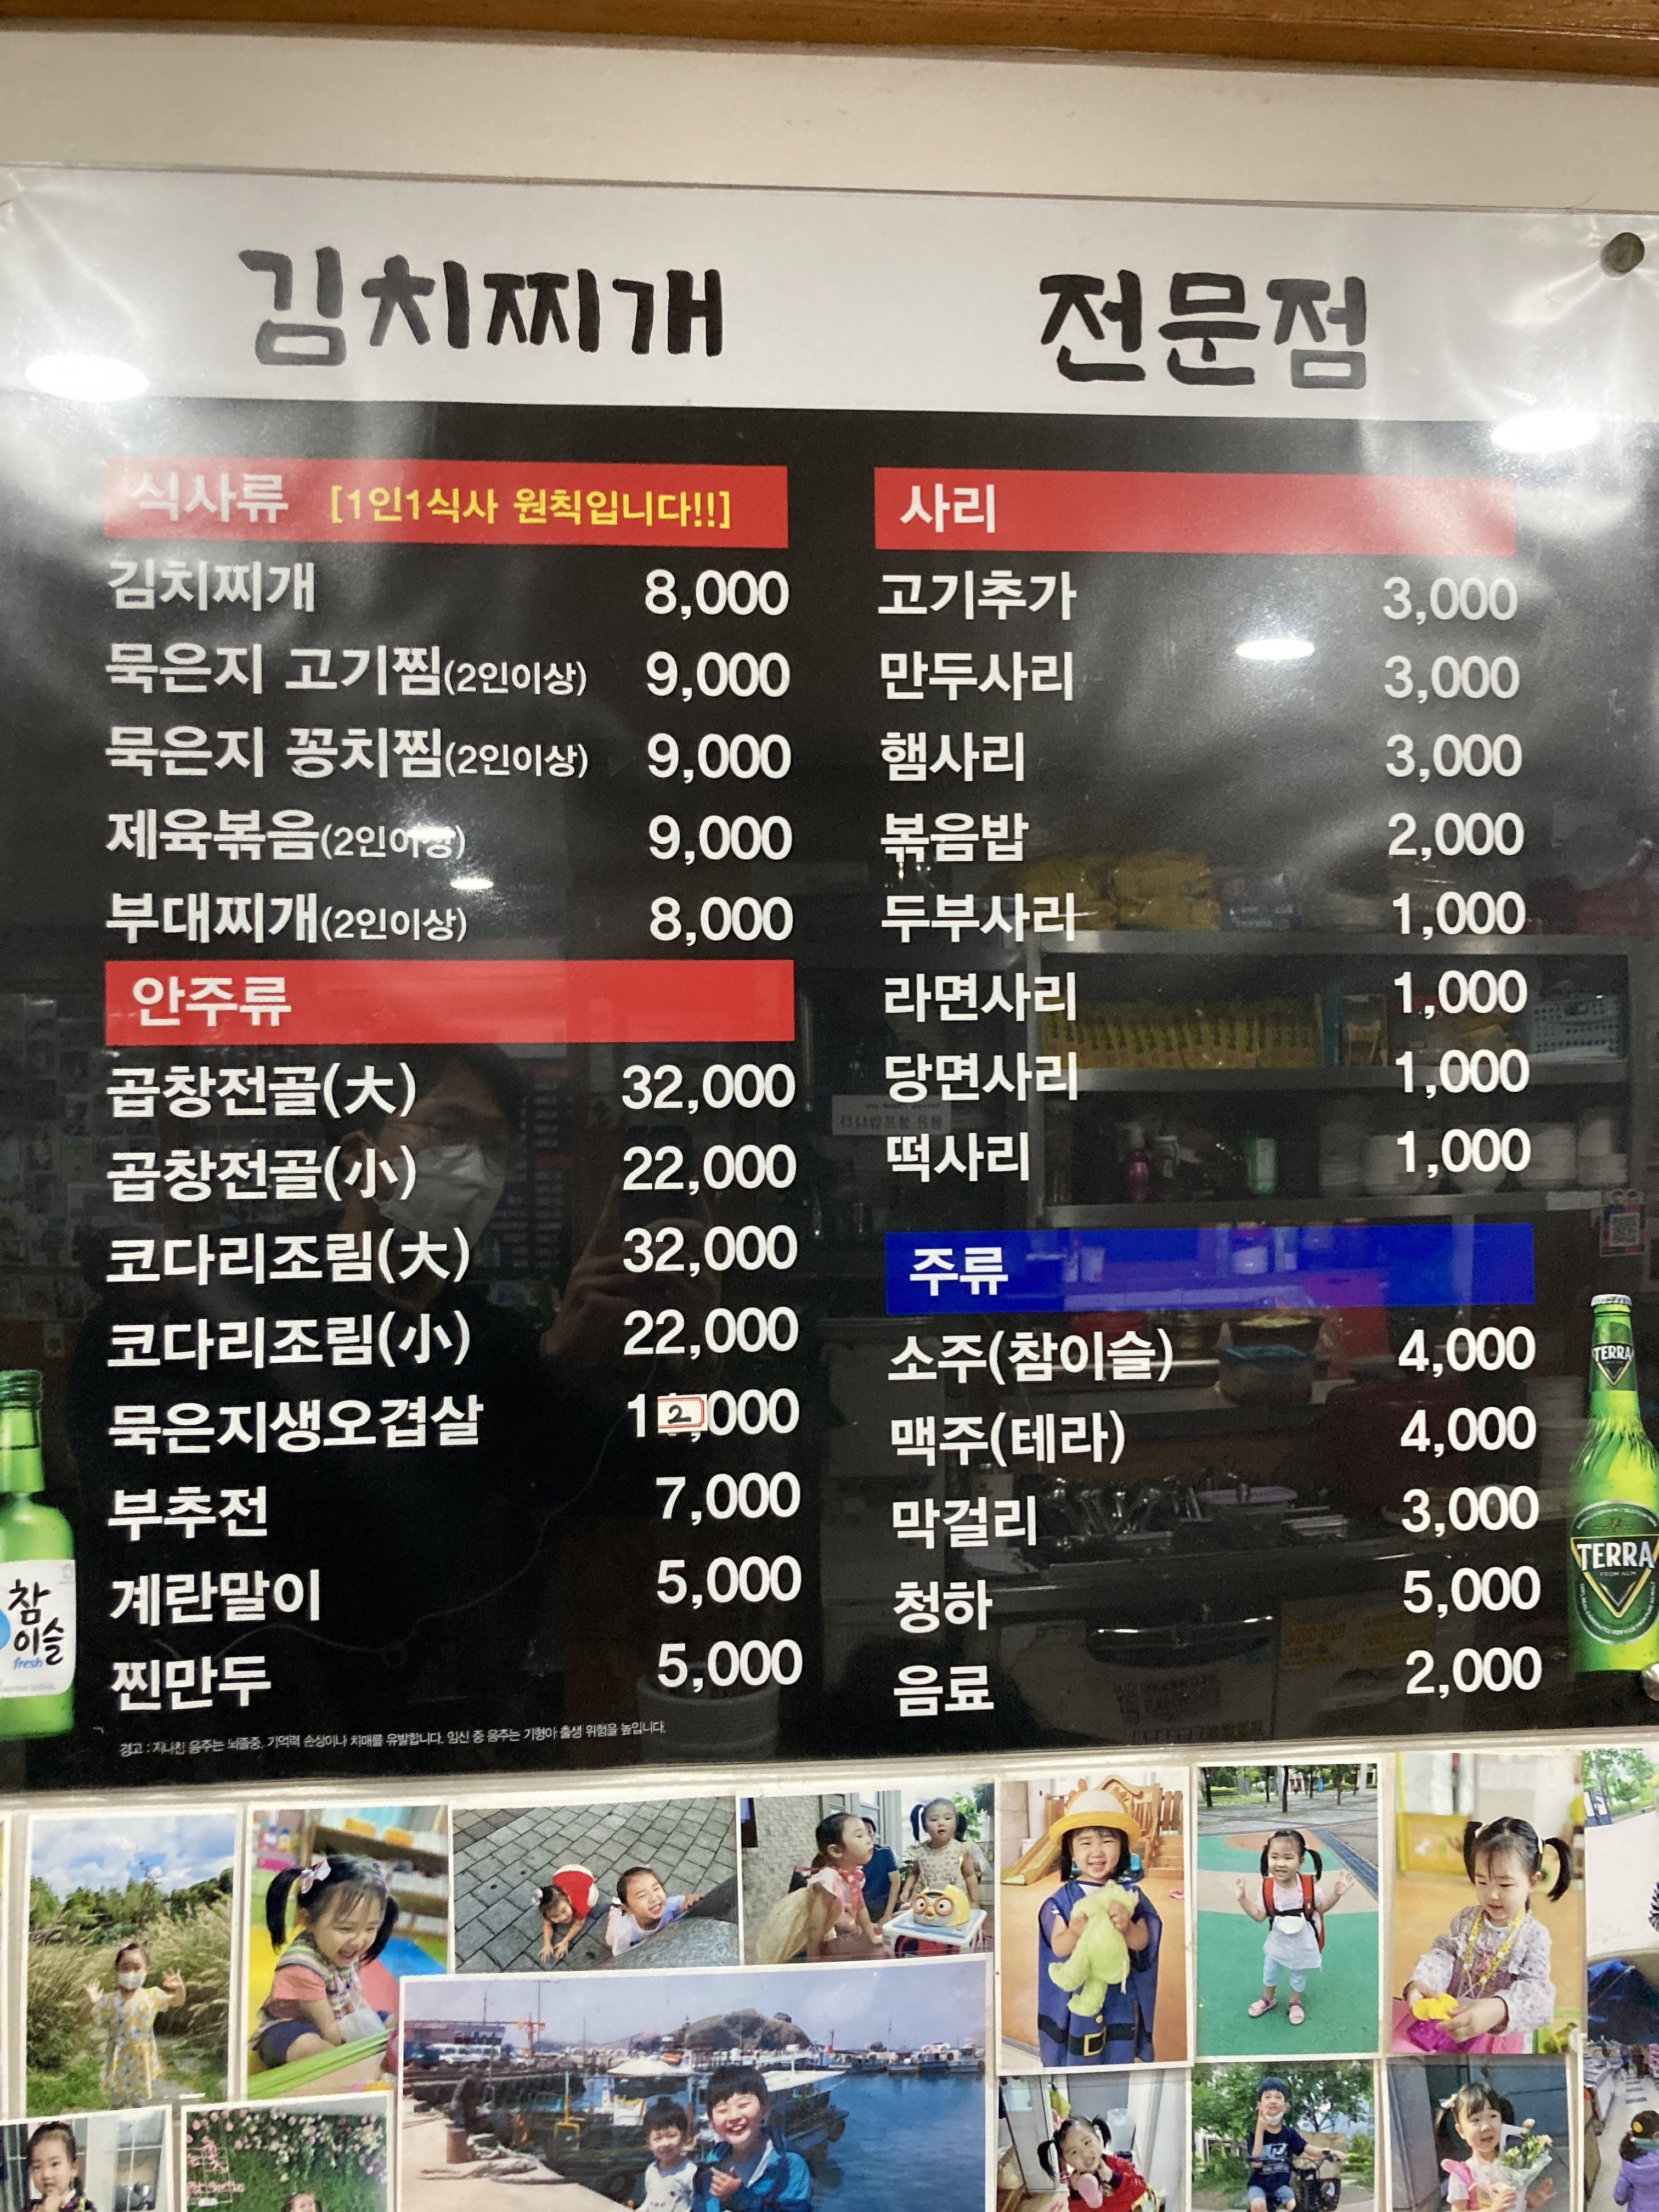 김치찌개 전문점
식사류 [1인1식사 원칙입니다!!]
김치찌개 8,000
묵은지 고기찜(2인이상) 9,000
묵은지 꽁치찜(2인이상) 9,000
제육볶음(2인이상) 9,000
부대찌개(2인이상) 8,000
안주류
곱창전골(大) 32,000
곱창전골(小) 22,000
코다리조림(大) 32,000
코다리조림(小) 22,000
묵은지생오겹살 12,000
부추전 7,000
계란말이 5,000
찐만두 5,000
경고 : 지나친 음주는 뇌졸중, 기억력 손상이나 치매를 유발합니다. 임신 중 음주는 기형아 출생 위험을 높입니다.
사리
고기추가 3,000
만두사리 3,000
햄사리 3,000
볶음밥 2,000
두부사리 1,000
라면사리 1,000
당면사리 1,000
떡사리 1,000
주류
소주(참이슬) 4,000
맥주(테라) 4,000
막걸리 3,000
청하 5,000
음료 2,000
참
이슬
fresh
TERRA
TERRA
FROM AGM